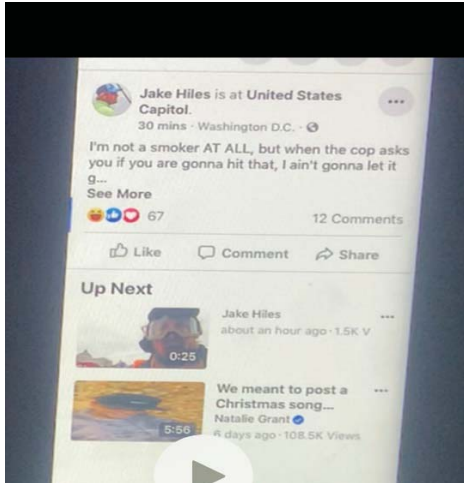 Jake Hiles is at United States
Capitol.
30 mins · Washington D.C. ·
I'm not a smoker AT ALL, but when the cop asks
you if you are gonna hit that, I ain't gonna let it
g...
See More
67
12 Comments
Like
Comment
Share
Up Next
Jake Hiles
about an hour ago · 1.5K V
0:25
We meant to post a
Christmas song...
Natalie Grant
6 days ago · 108.5K Views
5:56